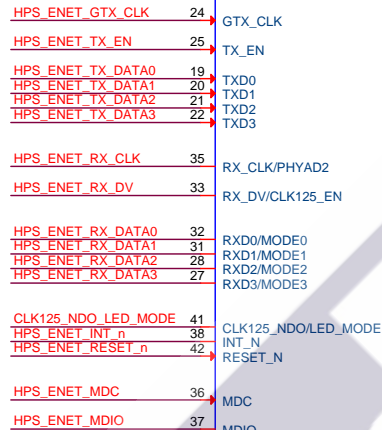 HPS_ENET_GTX_CLK 24 GTX_CLK
HPS_ENET_TX_EN 25 TX_EN
HPS_ENET_TX_DATA0 19 TXD0
HPS_ENET_TX_DATA1 20 TXD1
HPS_ENET_TX_DATA2 21 TXD2
HPS_ENET_TX_DATA3 22 TXD3
HPS_ENET_RX_CLK 35 RX_CLK/PHYAD2
HPS_ENET_RX_DV 33 RX_DV/CLK125_EN
HPS_ENET_RX_DATA0 32 RXD0/MODE0
HPS_ENET_RX_DATA1 31 RXD1/MODE1
HPS_ENET_RX_DATA2 28 RXD2/MODE2
HPS_ENET_RX_DATA3 27 RXD3/MODE3
CLK125_NDO_LED_MODE 41 CLK125_NDO/LED_MODE
HPS_ENET_INT_n 38 INT_N
HPS_ENET_RESET_n 42 RESET_N
HPS_ENET_MDC 36 MDC
HPS_ENET_MDIO 37 MDIO